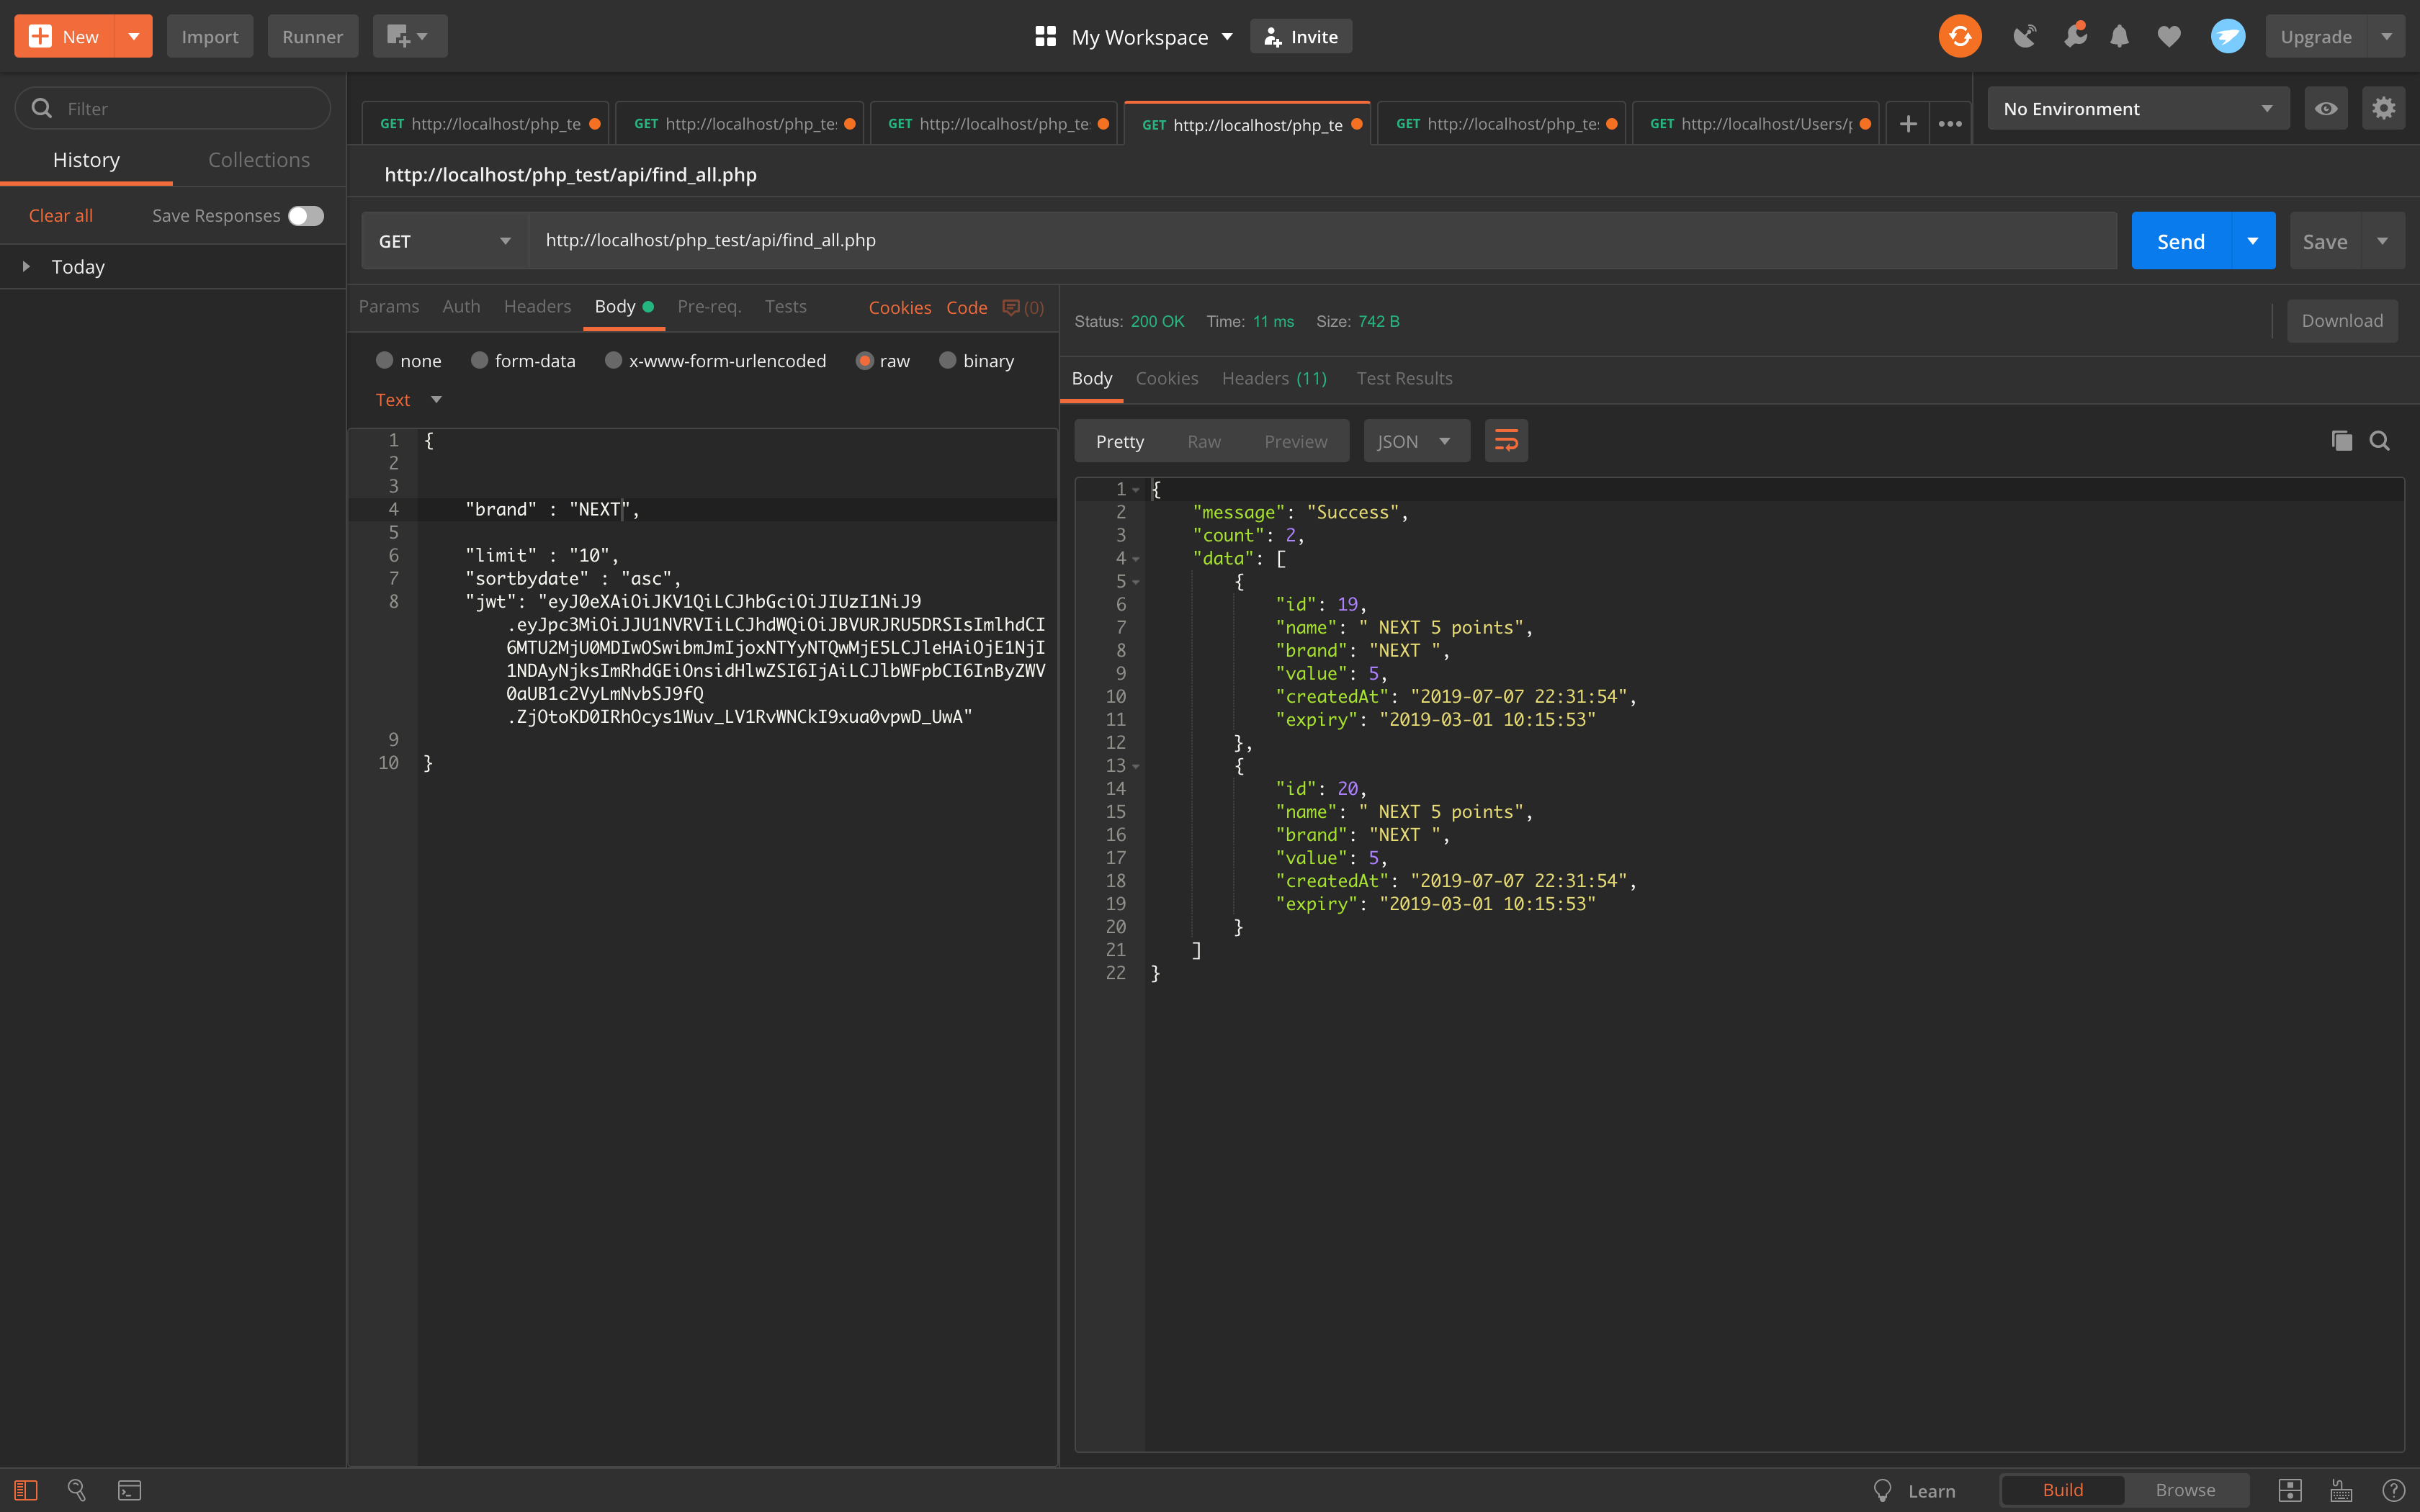 New
Import
Runner
My Workspace
Invite
Upgrade
Filter
History
Collections
Clear all
Save Responses
Today
GET http://localhost/php_te
GET http://localhost/php_te
GET http://localhost/php_te
GET http://localhost/php_te
GET http://localhost/php_te
GET http://localhost/Users/p
No Environment
http://localhost/php_test/api/find_all.php
GET
http://localhost/php_test/api/find_all.php
Send
Save
Params Auth Headers Body Pre-req. Tests Cookies Code (0)
none form-data x-www-form-urlencoded raw binary
Text
1 {
2
3
4 "brand" : "NEXT",
5
6 "limit" : "10",
7 "sortbydate" : "asc",
8 "jwt": "eyJ0eXAiOiJKV1QiLCJhbGciOiJIUzI1NiJ9
.eyJpc3MiOiJJU1NVRVIiLCJhdWQiOiJBVURJRU5DRSIsImlhdCI
6MTU2MjU0MDIwOSwibmJmIjoxNTYyNTQwMjE5LCJleHAiOjE1NjI
1NDAyNjksImRhdGEiOnsidHlwZSI6IjAiLCJlbWFpbCI6InByZWV
0aUB1c2VyLmNvbSJ9fQ
.ZjOtoKD0IRhOcys1Wuv_LV1RvWNCkI9xua0vpwD_UwA"
9
10 }
Status: 200 OK Time: 11 ms Size: 742 B
Download
Body Cookies Headers (11) Test Results
Pretty Raw Preview JSON
1 {
2 "message": "Success",
3 "count": 2,
4 "data": [
5 {
6 "id": 19,
7 "name": " NEXT 5 points",
8 "brand": "NEXT ",
9 "value": 5,
10 "createdAt": "2019-07-07 22:31:54",
11 "expiry": "2019-03-01 10:15:53"
12 },
13 {
14 "id": 20,
15 "name": " NEXT 5 points",
16 "brand": "NEXT ",
17 "value": 5,
18 "createdAt": "2019-07-07 22:31:54",
19 "expiry": "2019-03-01 10:15:53"
20 }
21 ]
22 }
Learn
Build
Browse